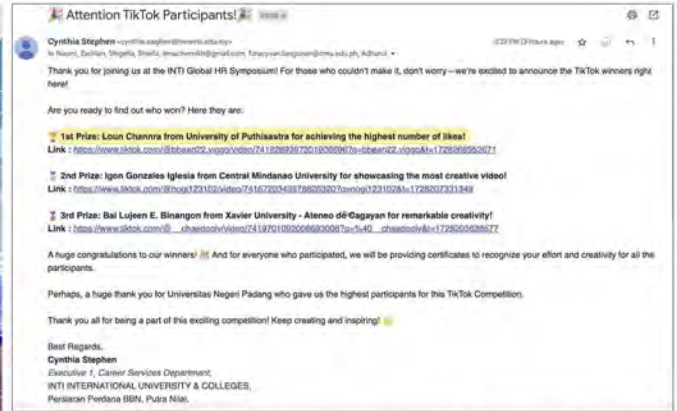 🎉 Attention TikTok Participants!🎉
Cynthia Stephen
Thank you for joining us at the INTI Global HR Symposium! For those who couldn't make it, don't worry—we're excited to announce the TikTok winners right
here!
Are you ready to find out who won? Here they are:
🏆 1st Prize: Loun Channra from University of Puthisastra for achieving the highest number of likes!
Link :
🥈 2nd Prize: Igon Gonzales Iglesia from Central Mindanao University for showcasing the most creative video!
Link :
🥉 3rd Prize: Bai Lujeen E. Binangon from Xavier University - Ateneo de Cagayan for remarkable creativity!
Link :
A huge congratulations to our winners! 🎉 And for everyone who participated, we will be providing certificates to recognize your effort and creativity for all the
participants.
Perhaps, a huge thank you for Universitas Negeri Padang who gave us the highest participants for this TikTok Competition.
Thank you all for being a part of this exciting competition! Keep creating and inspiring!
Best Regards,
Cynthia Stephen
Executive 1, Career Services Department,
INTI INTERNATIONAL UNIVERSITY & COLLEGES,
Persiaran Perdana BBN, Putra Nilai,